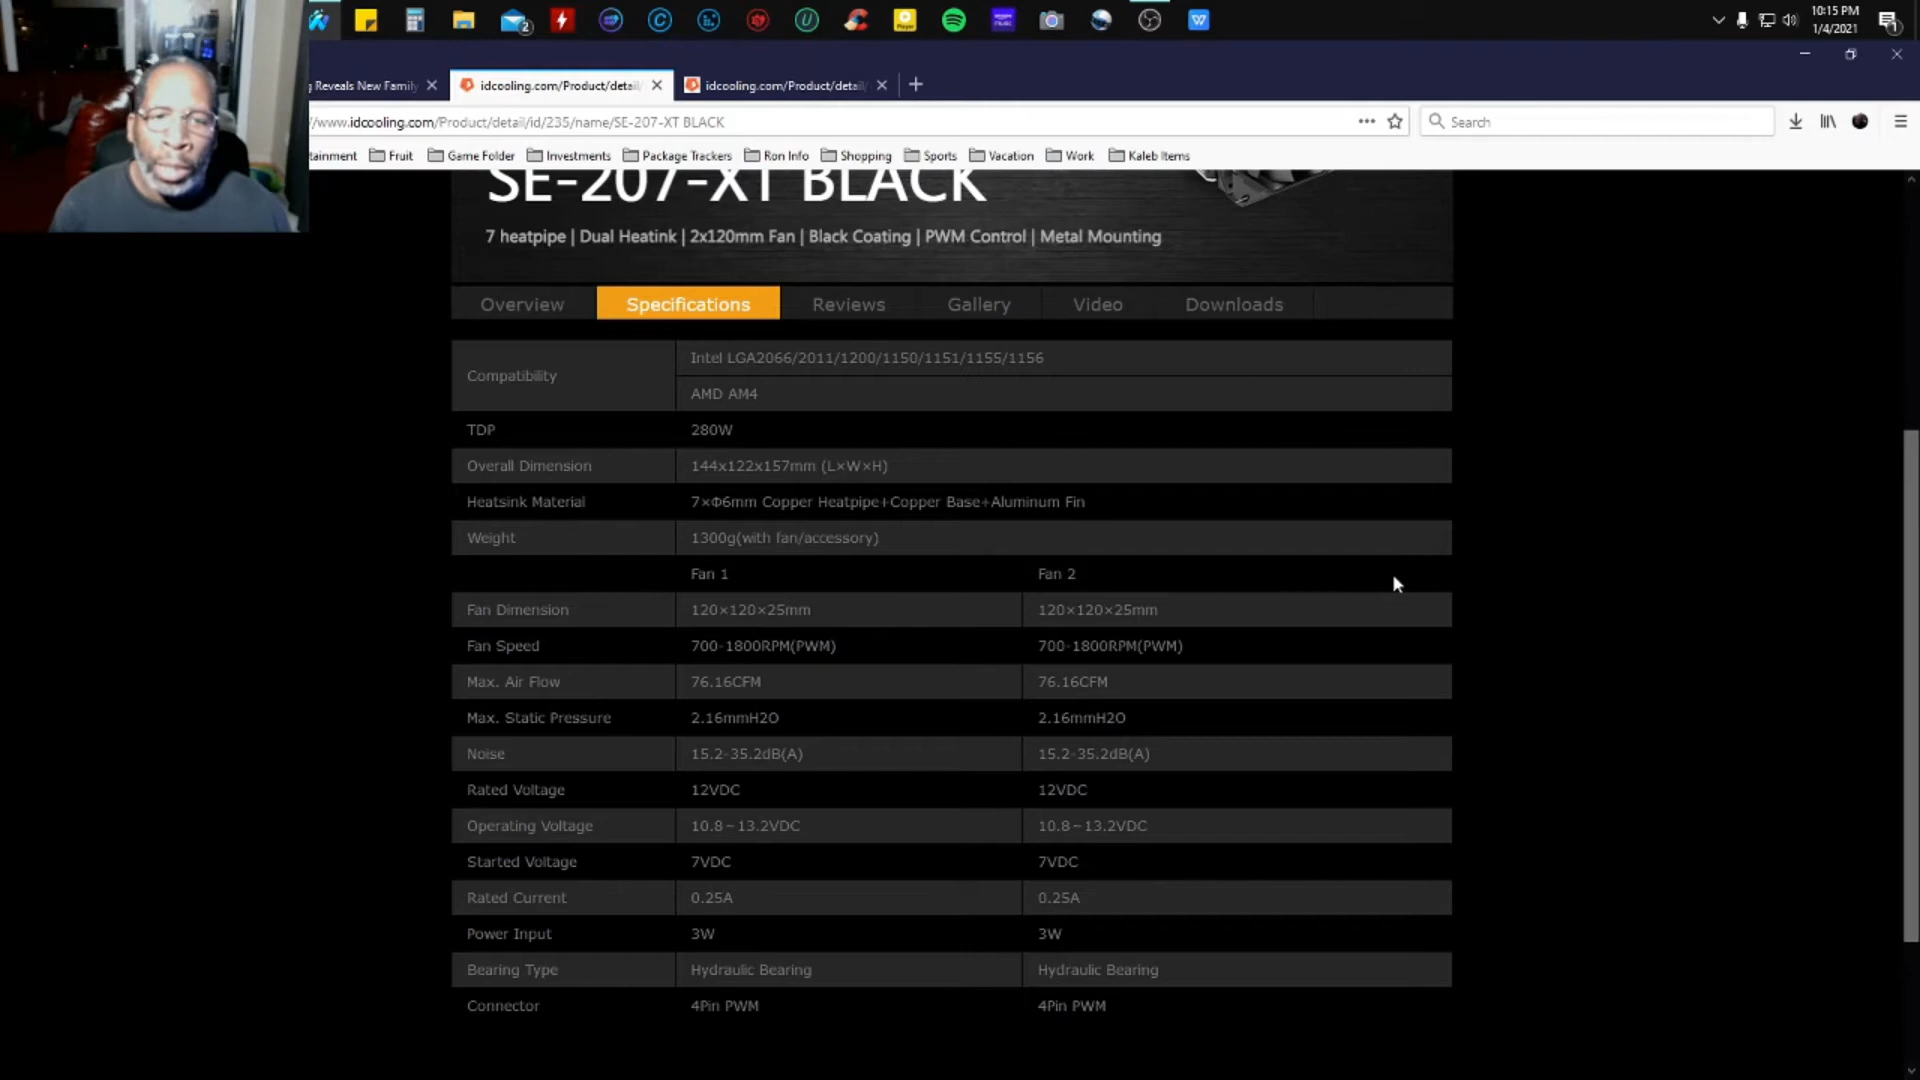 2
10:15 PM
1/4/2021
1
g Reveals New Family
idcooling.com/Product/detail/
idcooling.com/Product/detail/
//www.idcooling.com/Product/detail/id/235/name/SE-207-XT BLACK
Search
tainment Fruit Game Folder Investments Package Trackers Ron Info Shopping Sports Vacation Work Kaleb Items
SE-207-XT BLACK
7 heatpipe | Dual Heatink | 2x120mm Fan | Black Coating | PWM Control | Metal Mounting
Overview Specifications Reviews Gallery Video Downloads
Compatibility Intel LGA2066/2011/1200/1150/1151/1155/1156
AMD AM4
TDP 280W
Overall Dimension 144x122x157mm (L×W×H)
Heatsink Material 7×Φ6mm Copper Heatpipe+Copper Base+Aluminum Fin
Weight 1300g(with fan/accessory)
Fan 1 Fan 2
Fan Dimension 120×120×25mm 120×120×25mm
Fan Speed 700-1800RPM(PWM) 700-1800RPM(PWM)
Max. Air Flow 76.16CFM 76.16CFM
Max. Static Pressure 2.16mmH2O 2.16mmH2O
Noise 15.2-35.2dB(A) 15.2-35.2dB(A)
Rated Voltage 12VDC 12VDC
Operating Voltage 10.8~13.2VDC 10.8~13.2VDC
Started Voltage 7VDC 7VDC
Rated Current 0.25A 0.25A
Power Input 3W 3W
Bearing Type Hydraulic Bearing Hydraulic Bearing
Connector 4Pin PWM 4Pin PWM